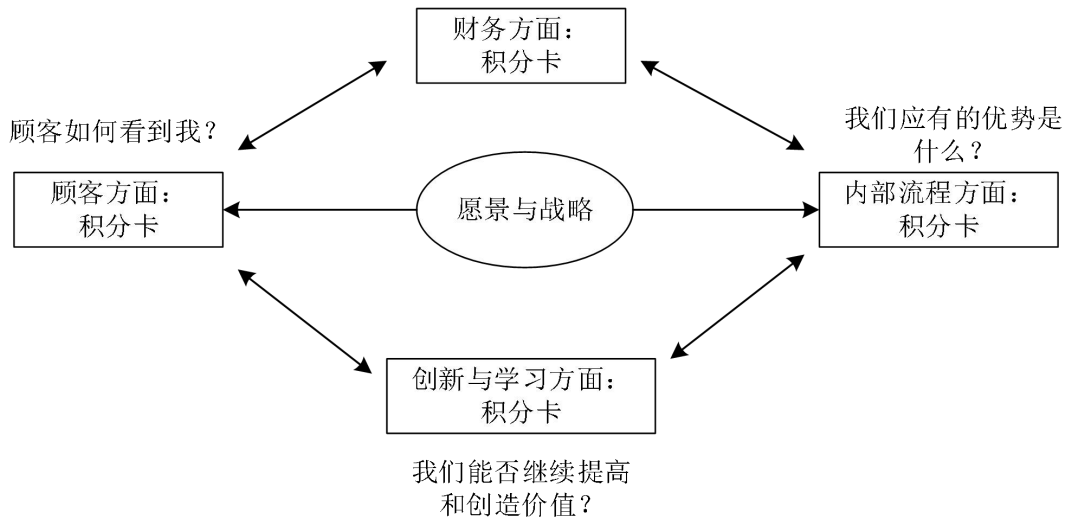 财务方面：
积分卡
顾客如何看到我？
我们应有的优势是
什么？
顾客方面：
积分卡
愿景与战略
内部流程方面：
积分卡
创新与学习方面：
积分卡
我们能否继续提高
和创造价值？